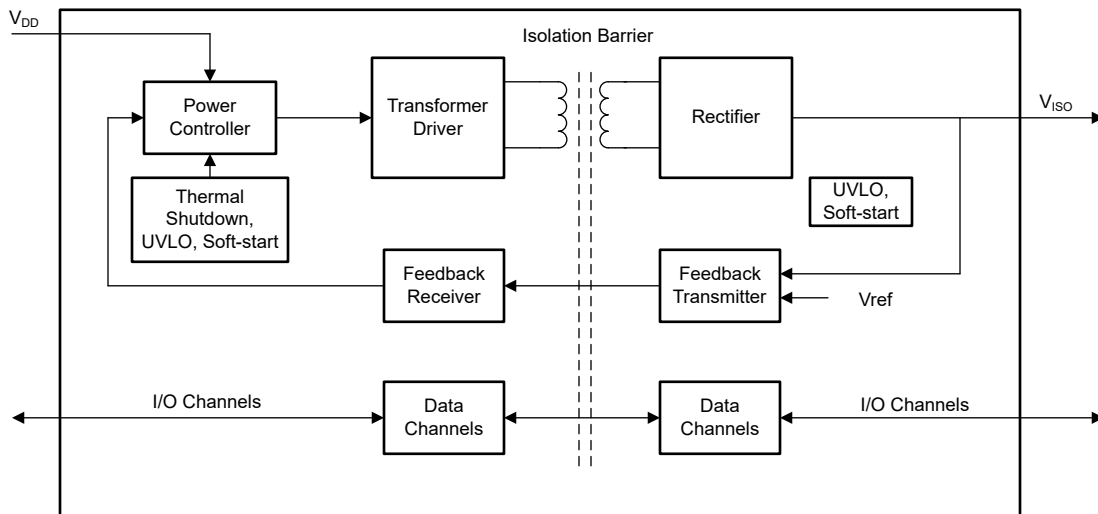 VDD
Isolation Barrier
Power
Controller
Transformer
Driver
Rectifier
VISO
Thermal
Shutdown,
UVLO, Soft-start
UVLO,
Soft-start
Feedback
Receiver
Feedback
Transmitter
Vref
I/O Channels
Data
Channels
Data
Channels
I/O Channels